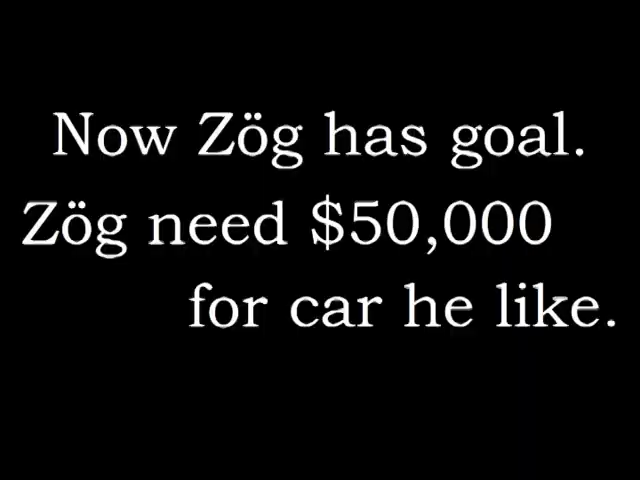 Now Zög has goal.
Zög need $50,000
for car he like.